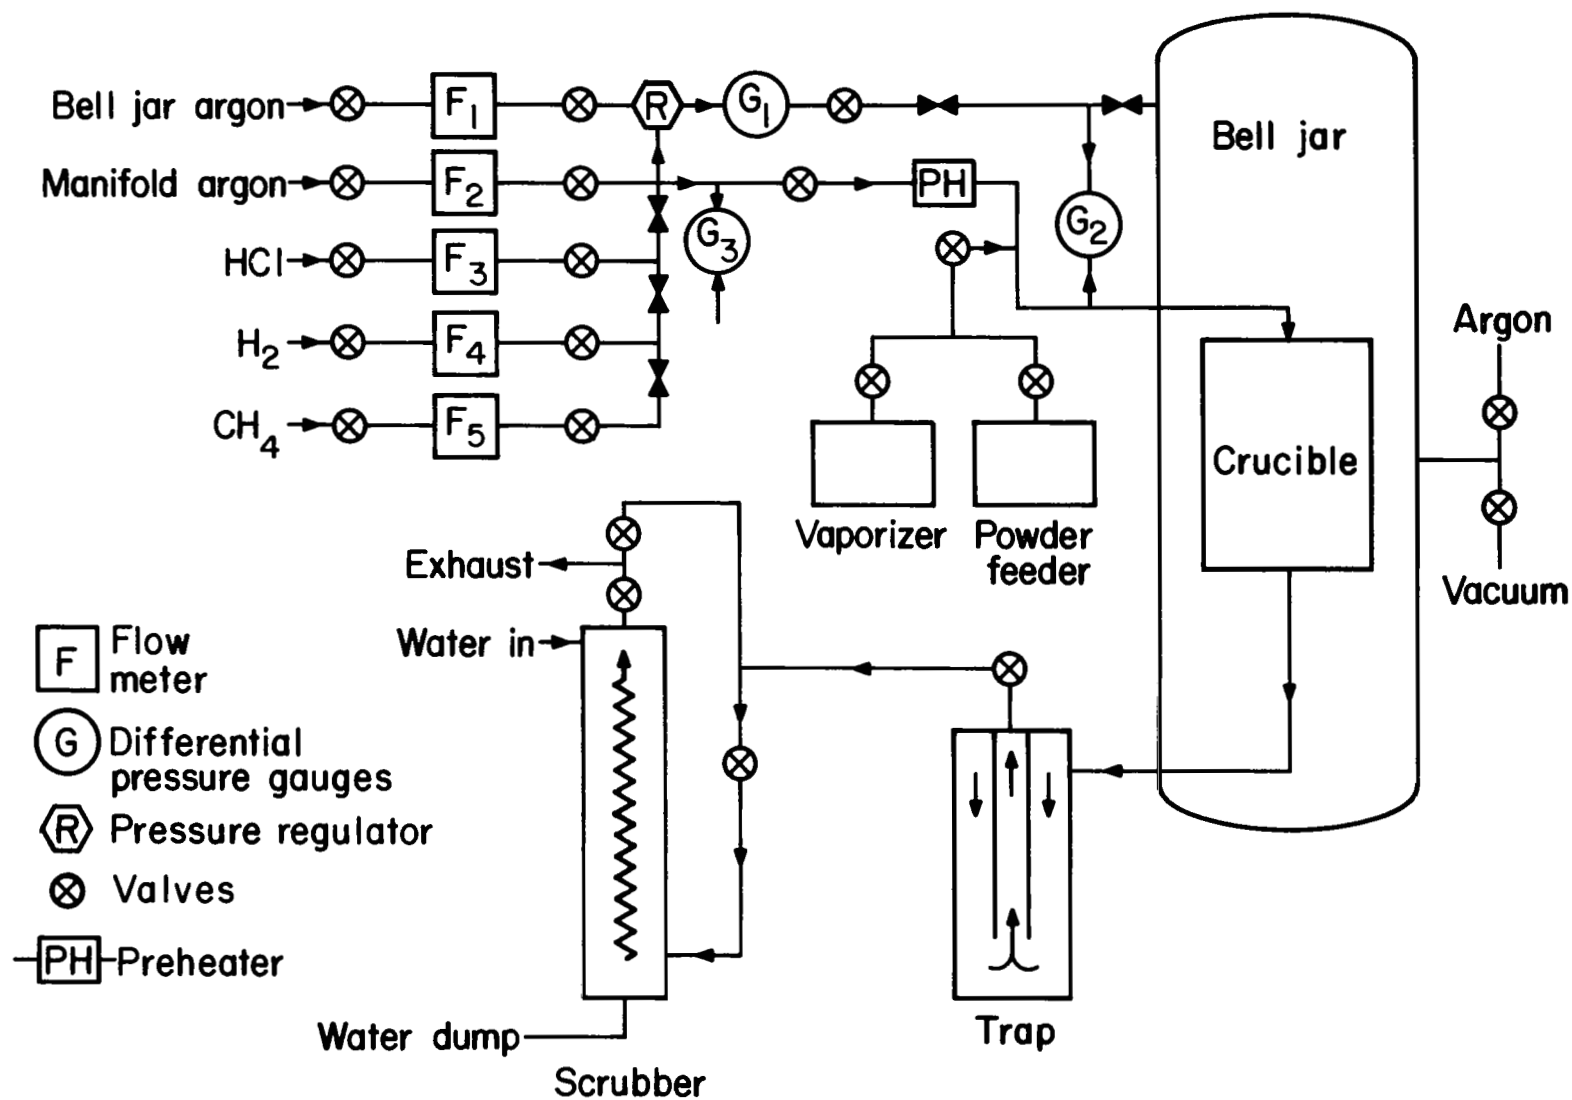 Bell jar argon
F1
R
G1
Bell jar
Manifold argon
F2
PH
G3
G2
HCl
F3
H2
F4
Argon
CH4
F5
Crucible
Vaporizer
Powder
feeder
Exhaust
Vacuum
Water in
F
Flow
meter
G
Differential
pressure gauges
R
Pressure regulator
Valves
PH
Preheater
Water dump
Trap
Scrubber